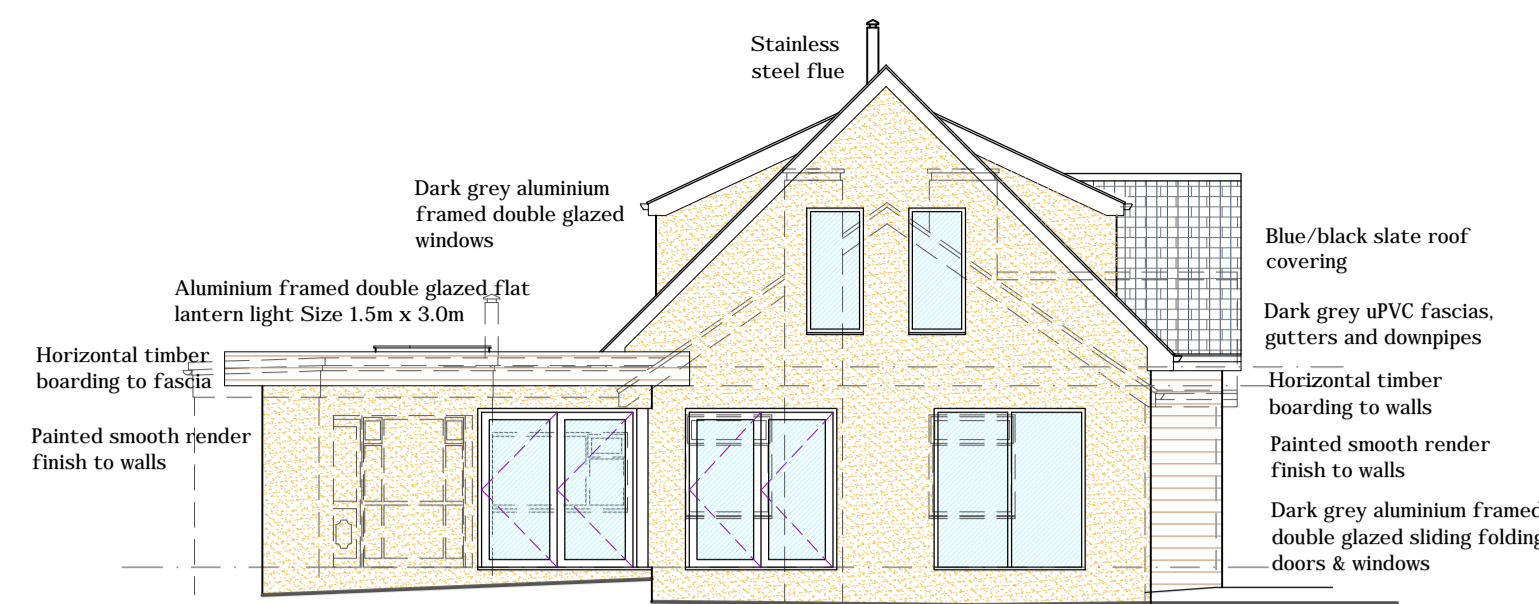 Stainless
steel flue
Dark grey aluminium
framed double glazed
windows
Aluminium framed double glazed flat
lantern light Size 1.5m x 3.0m
Horizontal timber
boarding to fascia
Painted smooth render
finish to walls
Blue/black slate roof
covering
Dark grey uPVC fascias,
gutters and downpipes
Horizontal timber
boarding to walls
Painted smooth render
finish to walls
Dark grey aluminium framed
double glazed sliding folding
doors & windows